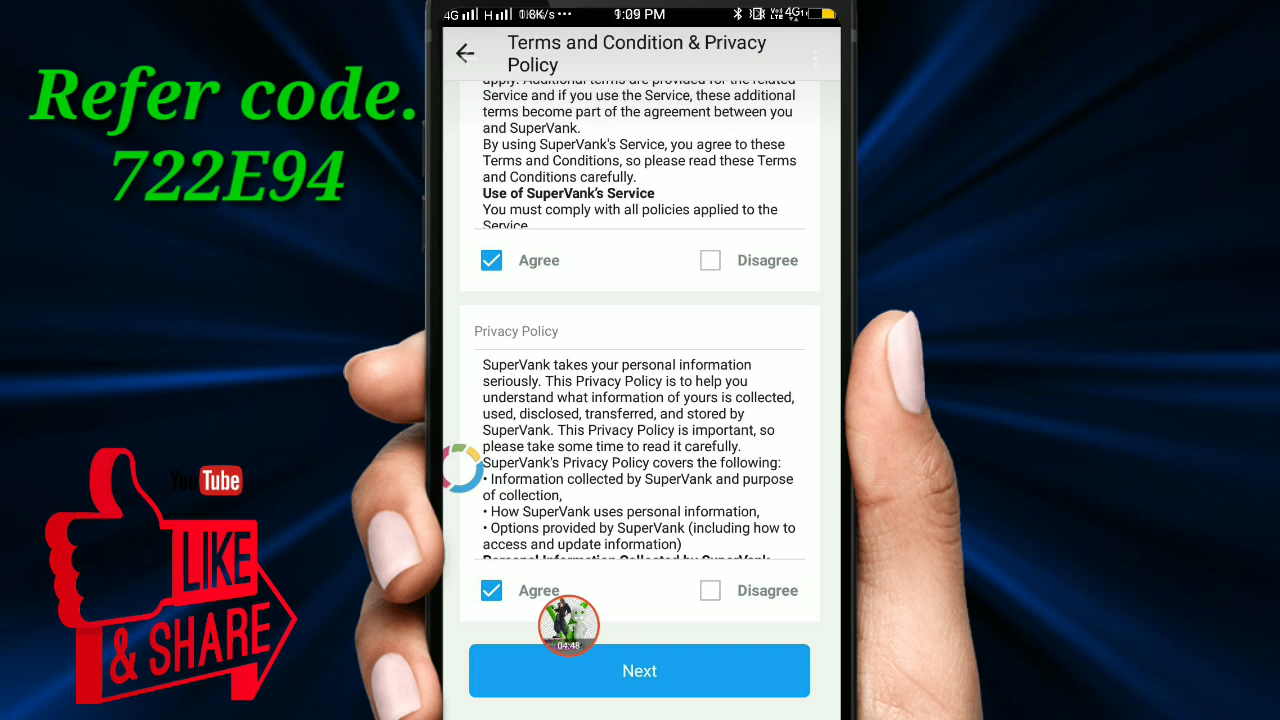 Refer code.
722E94
YouTube
LIKE
& SHARE
4G H 0.8K/s ••• 1:09 PM 4G
Terms and Condition & Privacy
Policy
apply. Additional terms are provided for the related
Service and if you use the Service, these additional
terms become part of the agreement between you
and SuperVank.
By using SuperVank's Service, you agree to these
Terms and Conditions, so please read these Terms
and Conditions carefully.
Use of SuperVank's Service
You must comply with all policies applied to the
Service
Agree Disagree
Privacy Policy
SuperVank takes your personal information
seriously. This Privacy Policy is to help you
understand what information of yours is collected,
used, disclosed, transferred, and stored by
SuperVank. This Privacy Policy is important, so
please take some time to read it carefully.
SuperVank's Privacy Policy covers the following:
• Information collected by SuperVank and purpose
of collection,
• How SuperVank uses personal information,
• Options provided by SuperVank (including how to
access and update information)
Personal Information Collected by SuperVank
Agree Disagree
04:48
Next